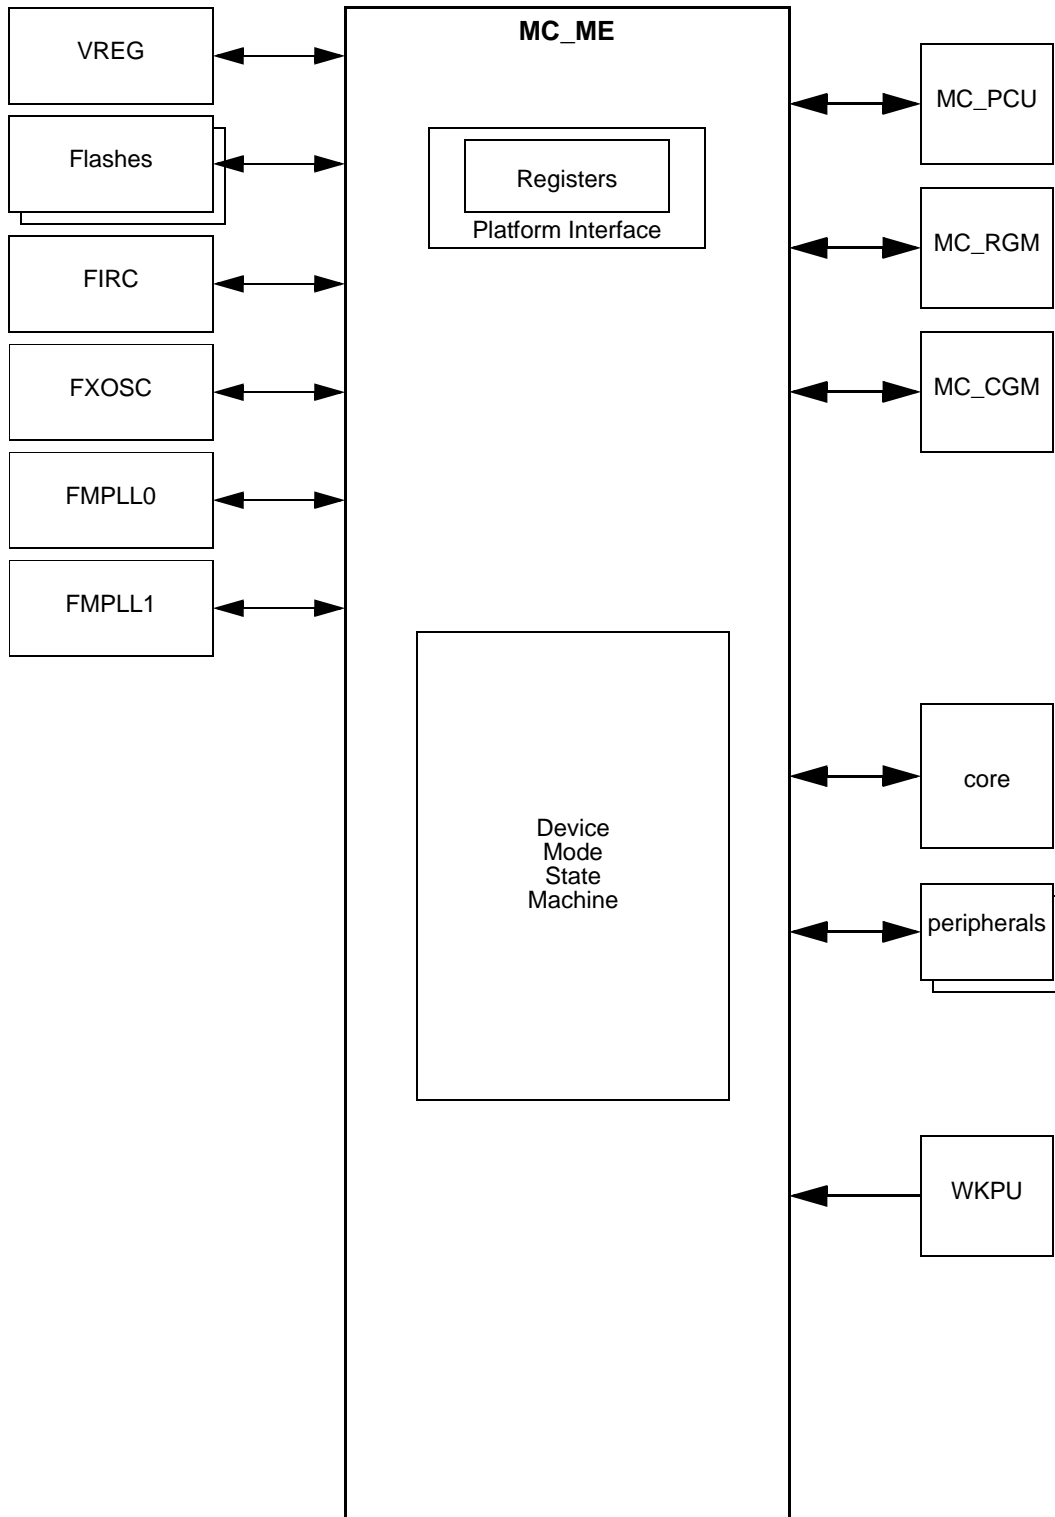 MC_ME
VREG
Flashes
FIRC
FXOSC
FMPLL0
FMPLL1
Registers
Platform Interface
Device
Mode
State
Machine
MC_PCU
MC_RGM
MC_CGM
core
peripherals
WKPU